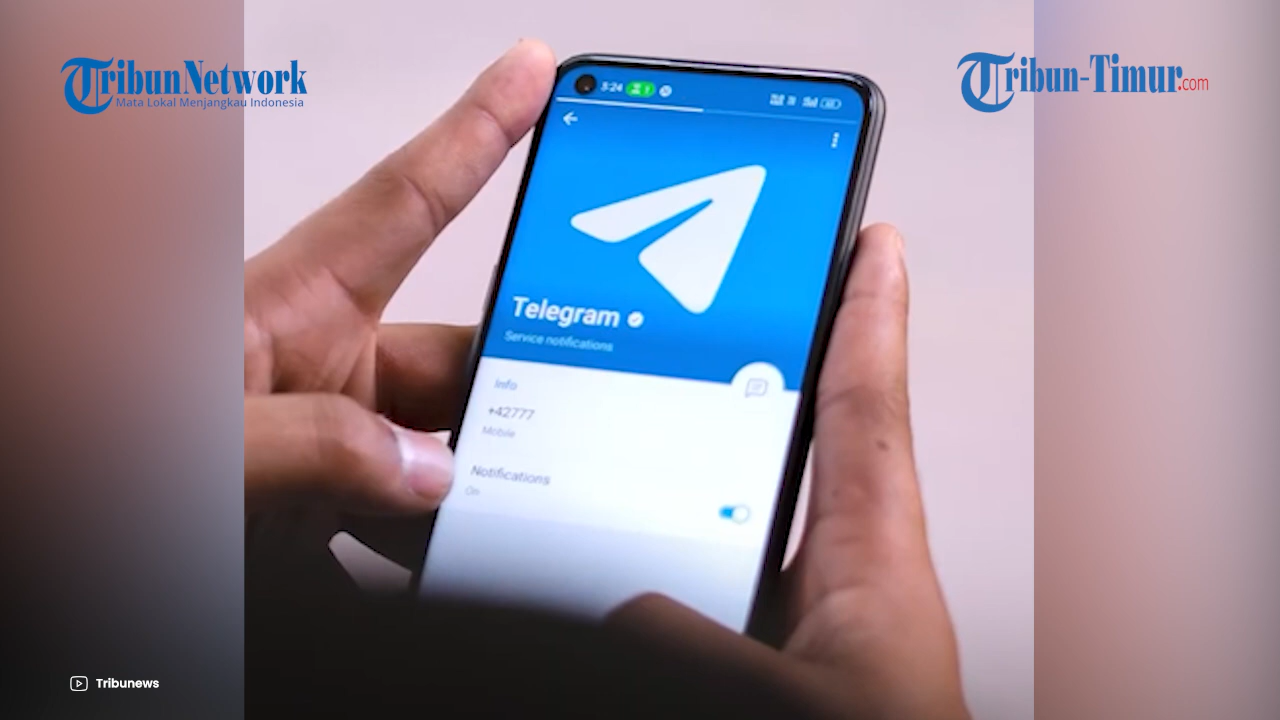 TribunNetwork
Mata Lokal Menjangkau Indonesia
Tribun-Timur.com
3:24
Telegram
Service notifications
Info
+42777
Mobile
Notifications
On
Tribunews